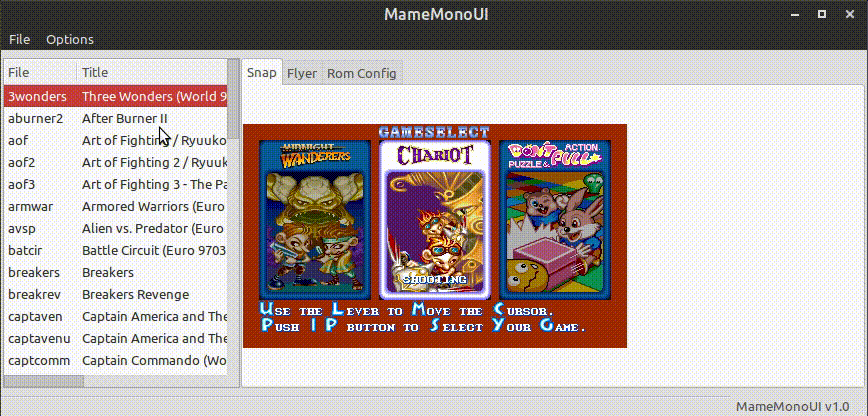 MameMonoUI
File Options
File Title
Snap Flyer Rom Config
3wonders Three Wonders (World 9
aburner2 After Burner II
aof Art of Fighting / Ryuuko
aof2 Art of Fighting 2 / Ryuuk
aof3 Art of Fighting 3 - The Pa
armwar Armored Warriors (Euro
avsp Alien vs. Predator (Euro
batcir Battle Circuit (Euro 9703
breakers Breakers
breakrev Breakers Revenge
captaven Captain America and The
captavenu Captain America and The
captcomm Captain Commando (Wo
GAMESELECT
MIDNIGHT
WANDERERS
CHARIOT
DON'T PULL
ACTION
PUZZLE &
SHOOTING
USE THE LEVER TO MOVE THE CURSOR.
PUSH 1P BUTTON TO SELECT YOUR GAME.
MameMonoUI v1.0